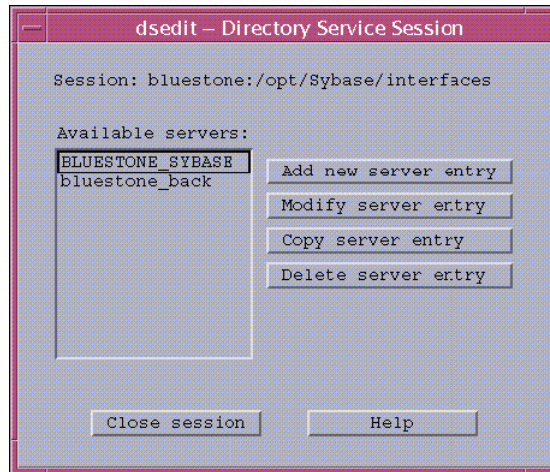 dsedit – Directory Service Session
Session: bluestone:/opt/Sybase/interfaces
Available servers:
BLUESTONE_SYBASE
bluestone_back
Add new server entry
Modify server entry
Copy server entry
Delete server entry
Close session
Help